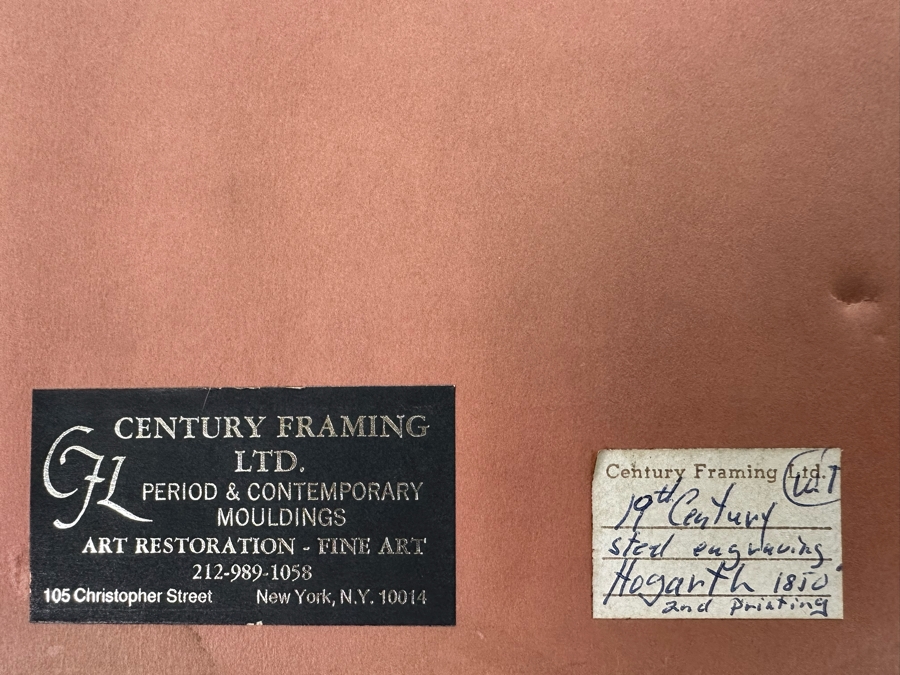 CENTURY FRAMING
LTD.
CFL
PERIOD & CONTEMPORARY
MOULDINGS
ART RESTORATION - FINE ART
212-989-1058
105 Christopher Street New York, N.Y. 10014
Century Framing Ltd.
19th Century
steel engraving
Hogarth 1850
2nd printing